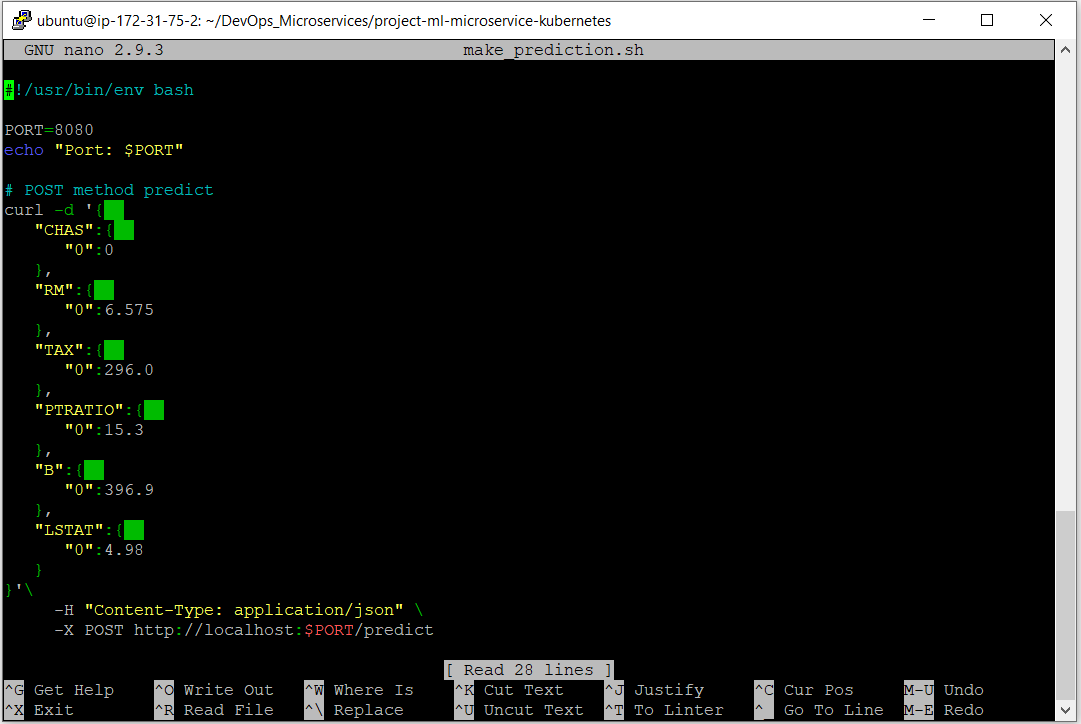 ubuntu@ip-172-31-75-2: ~/DevOps_Microservices/project-ml-microservice-kubernetes
GNU nano 2.9.3 make_prediction.sh
#!/usr/bin/env bash
PORT=8080
echo "Port: $PORT"
# POST method predict
curl -d '{
"CHAS":{
"0":0
},
"RM":{
"0":6.575
},
"TAX":{
"0":296.0
},
"PTRATIO":{
"0":15.3
},
"B":{
"0":396.9
},
"LSTAT":{
"0":4.98
}
}'\
-H "Content-Type: application/json" \
-X POST http://localhost:$PORT/predict
[ Read 28 lines ]
^G Get Help ^O Write Out ^W Where Is ^K Cut Text ^J Justify ^C Cur Pos M-U Undo
^X Exit ^R Read File ^\ Replace ^U Uncut Text ^T To Linter ^_ Go To Line M-E Redo